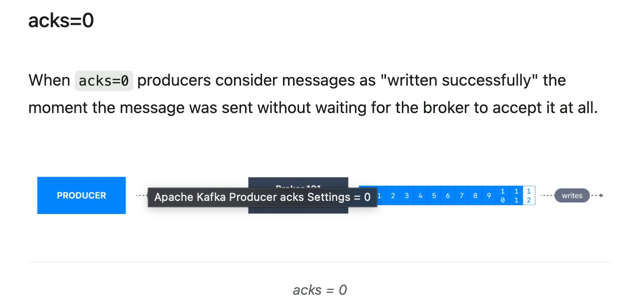 acks=0
When acks=0 producers consider messages as "written successfully" the
moment the message was sent without waiting for the broker to accept it at all.
PRODUCER
Apache Kafka Producer acks Settings = 0
1 2 3 4 5 6 7 8 9 10 11 12
writes
acks = 0